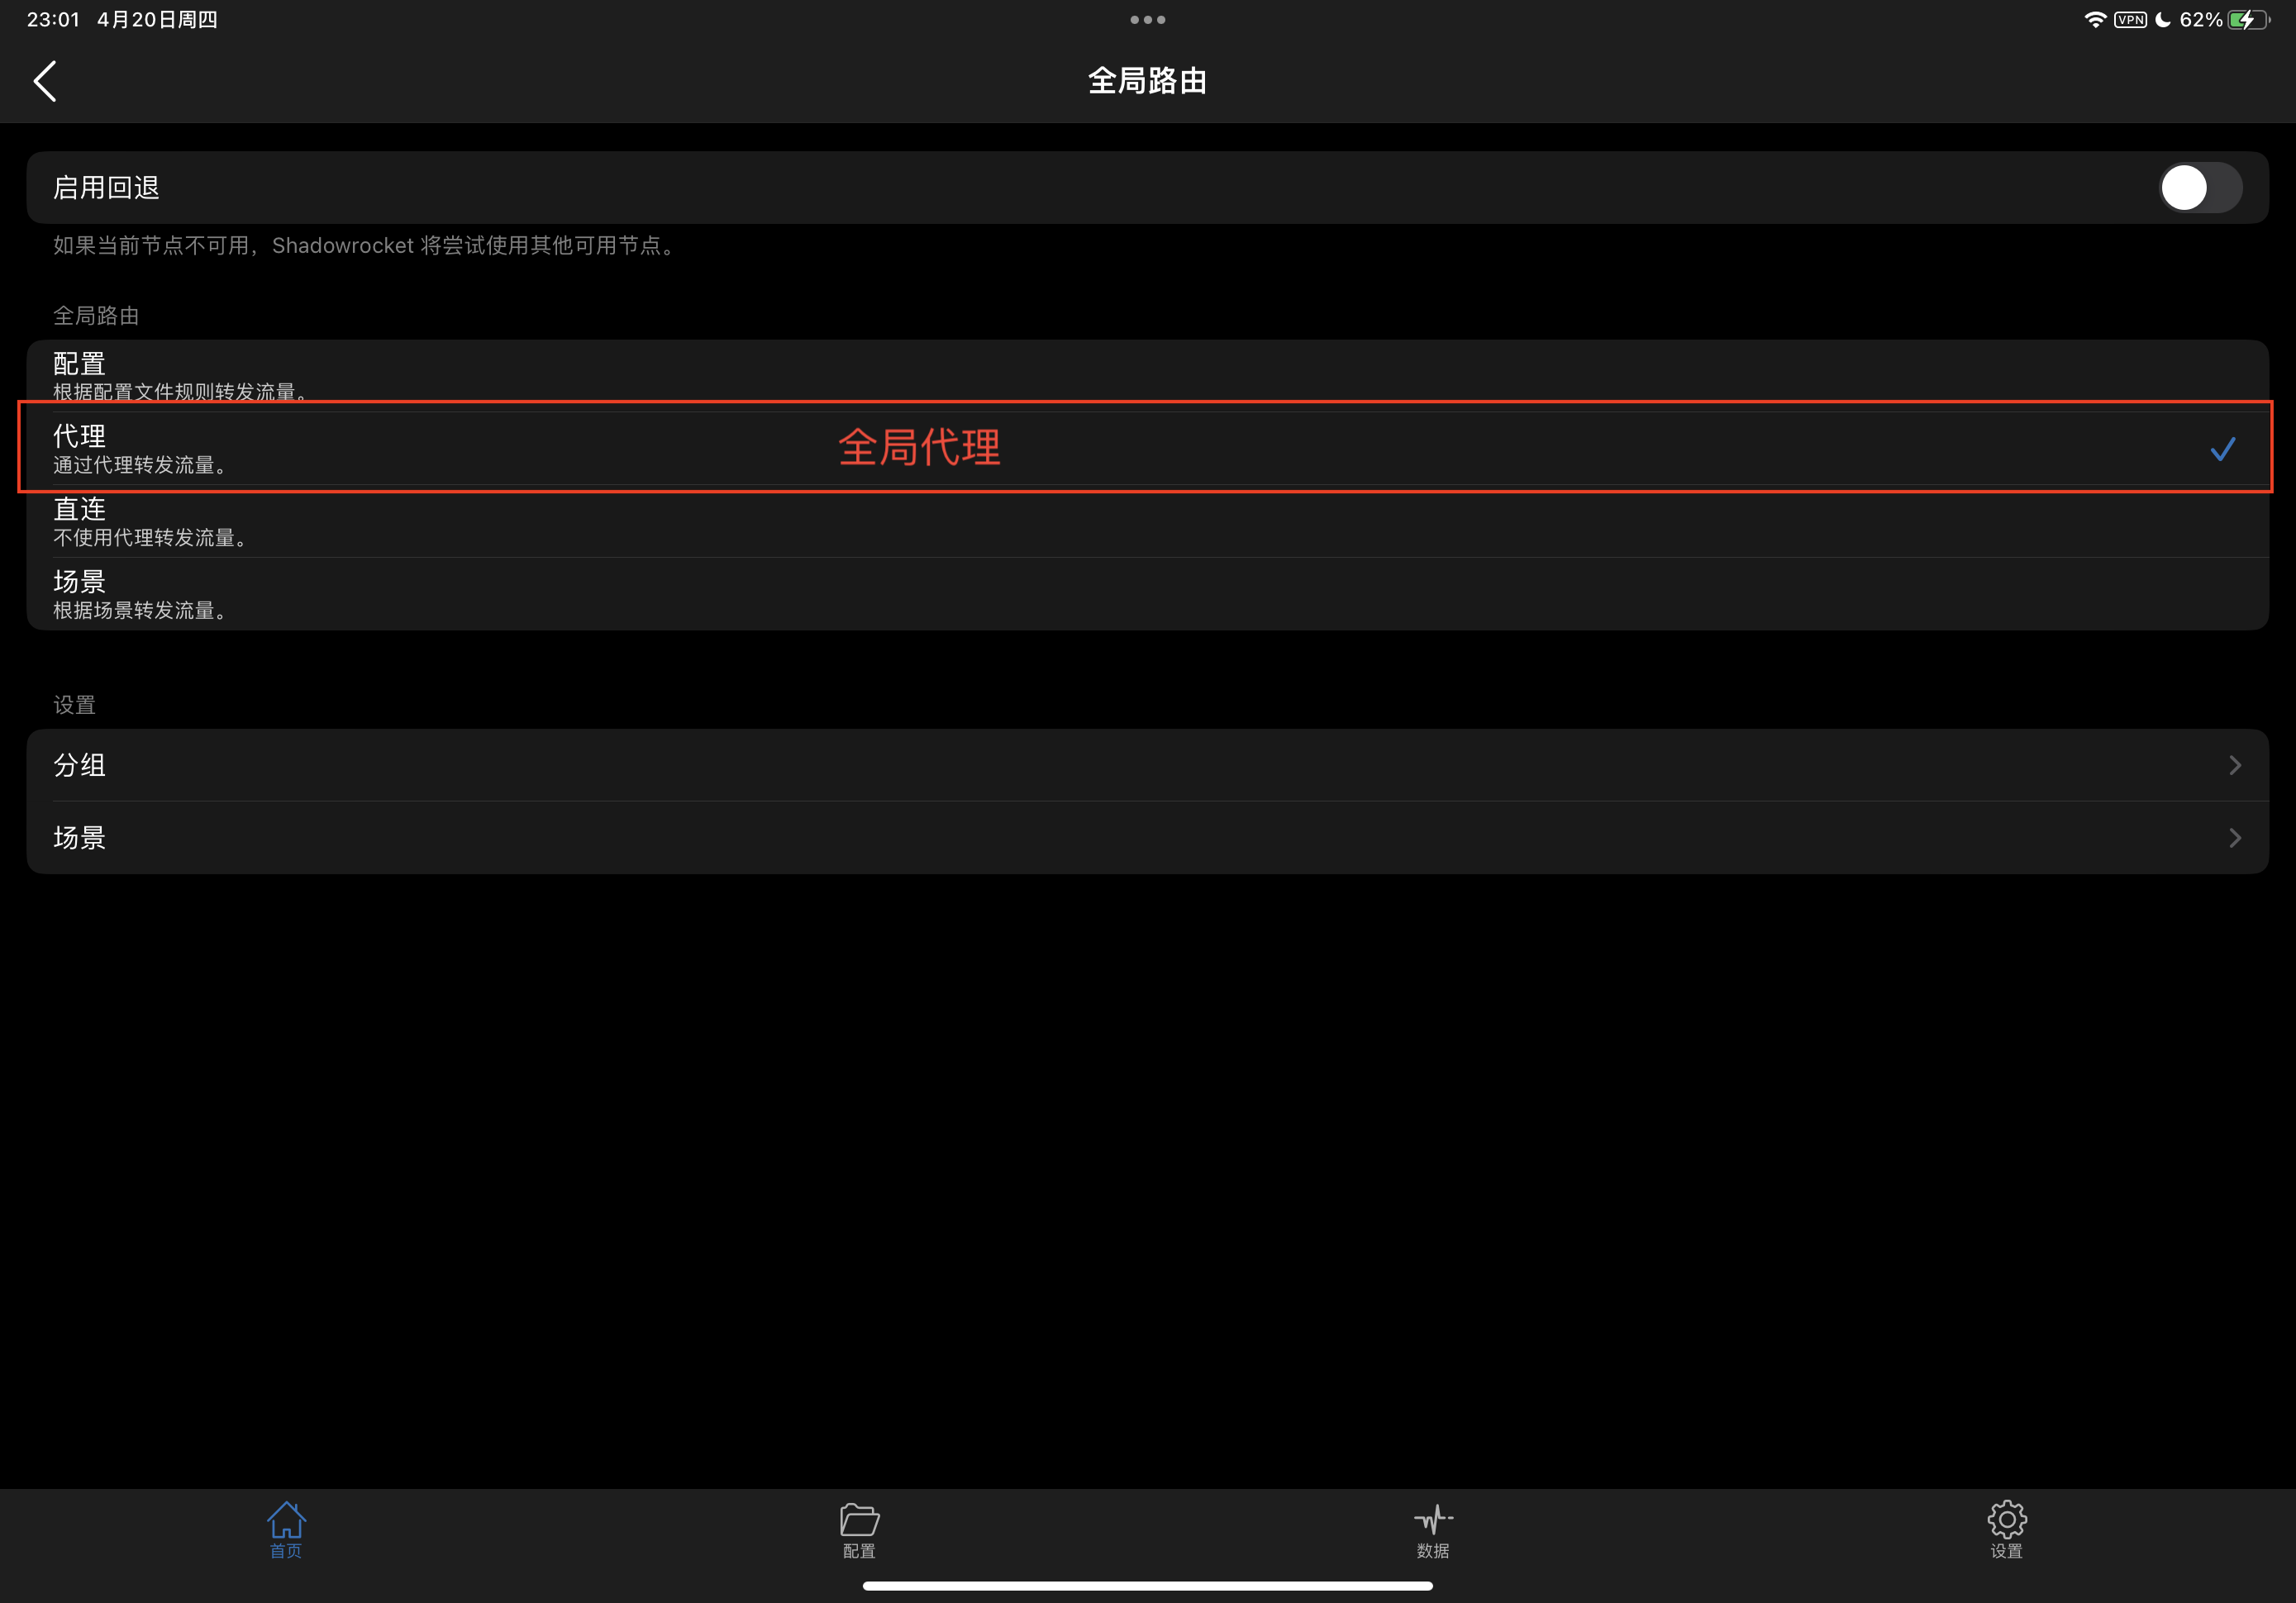 23:01 4月20日周四
VPN 62%
全局路由
启用回退
如果当前节点不可用，Shadowrocket 将尝试使用其他可用节点。
全局路由
配置
根据配置文件规则转发流量。
代理
全局代理
通过代理转发流量。
直连
不使用代理转发流量。
场景
根据场景转发流量。
设置
分组
场景
首页
配置
数据
设置